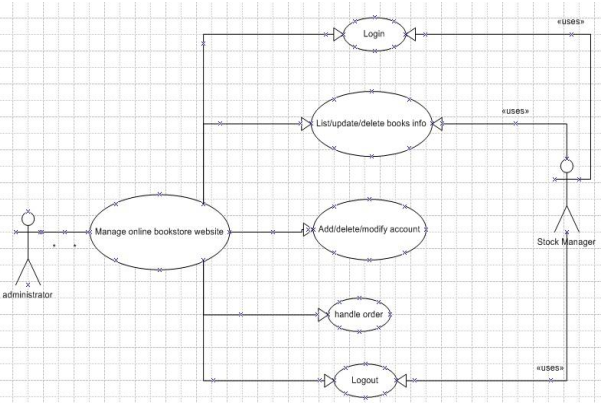 «uses»
Login
«uses»
List/update/delete books info
Manage online bookstore website
Add/delete/modify account
Stock Manager
administrator
handle order
«uses»
Logout